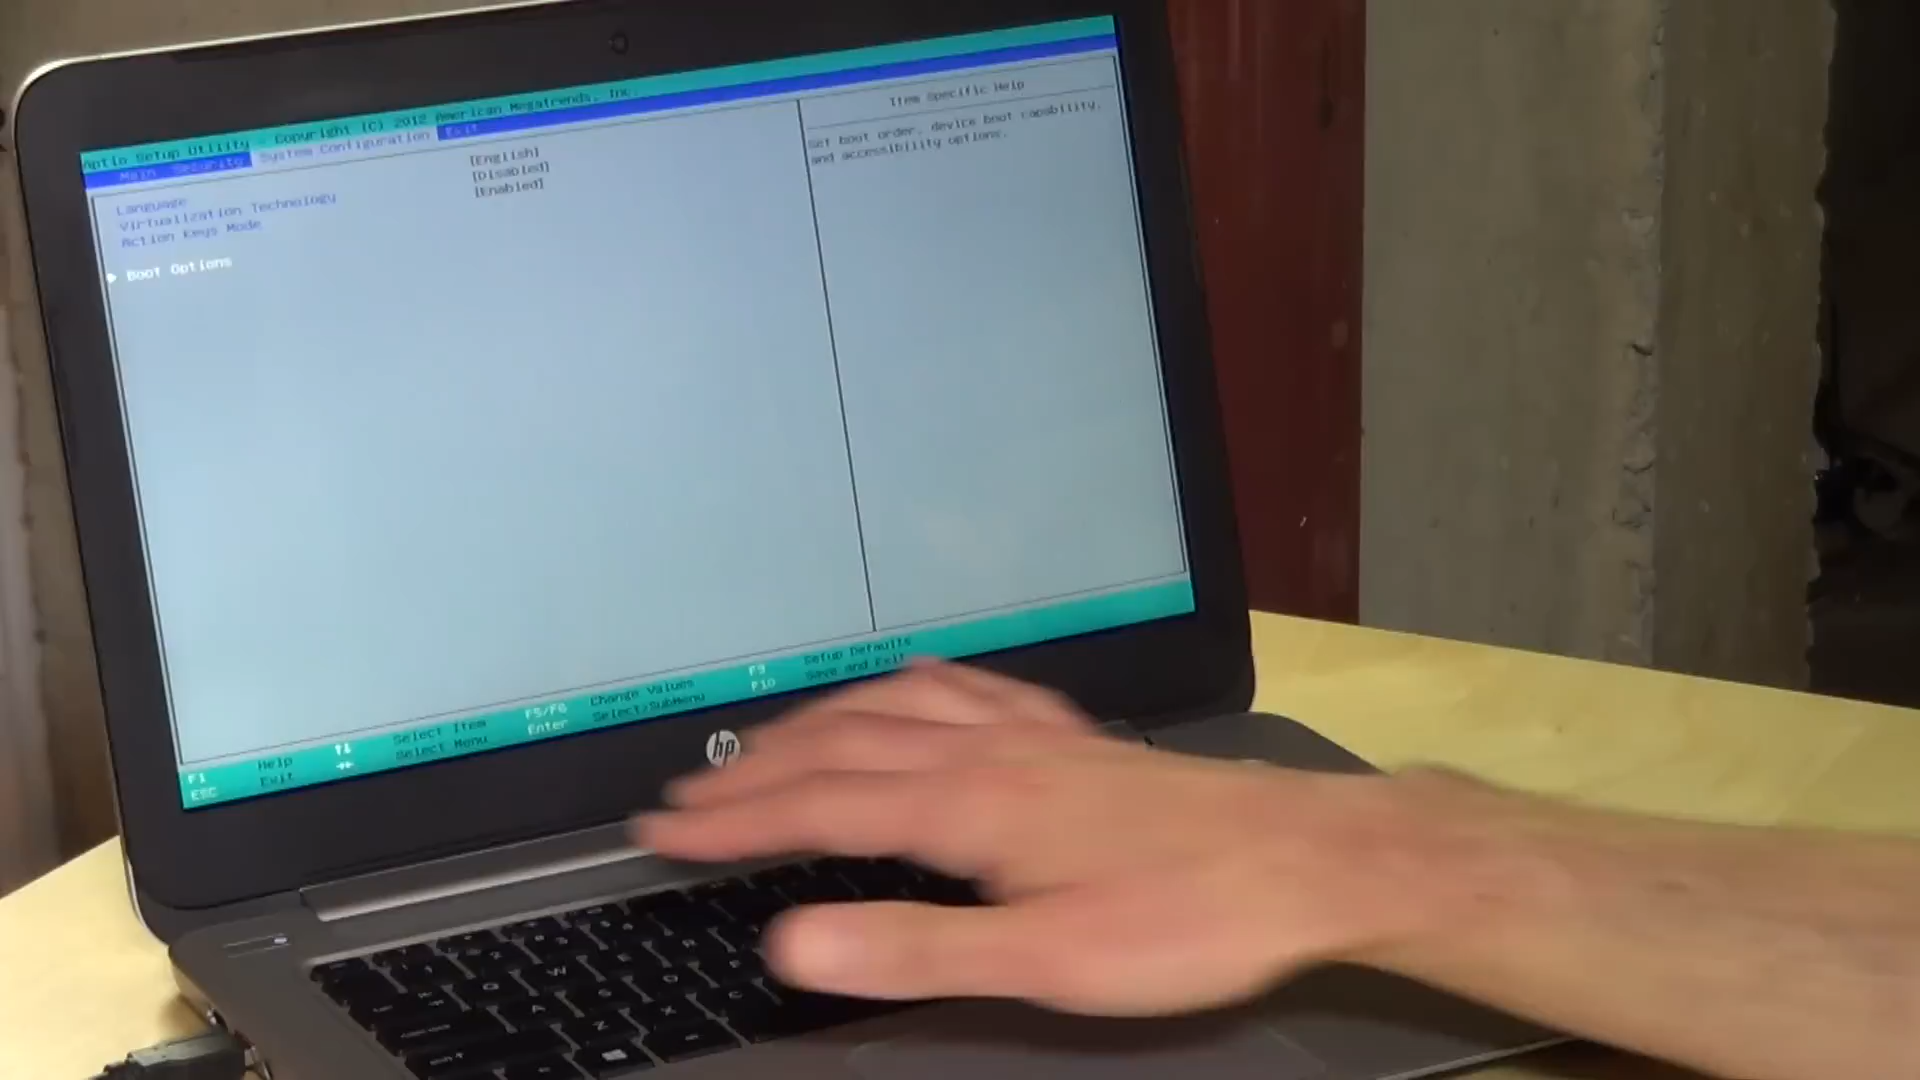 Aptio Setup Utility - Copyright (C) 2012 American Megatrends, Inc.
Main Security System Configuration Exit
Language [English]
Virtualization Technology [Disabled]
Action Keys Mode [Enabled]
Boot Options
Item Specific Help
Set boot order, device boot capability,
and accessibility options.
F1 Help ↑↓ Select Item F5/F6 Change Values F9 Setup Defaults
ESC Exit Select Menu Enter Select>SubMenu F10 Save and Exit
hp
Q W E R
A S D
Z X C